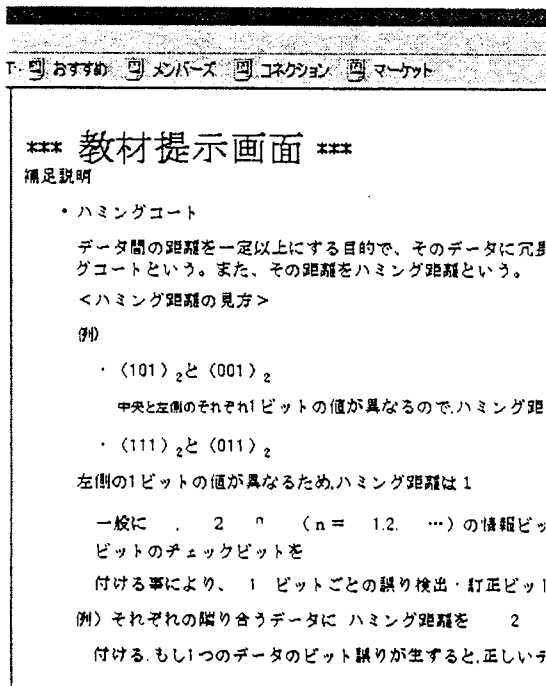 T· おすすめ メンバーズ コネクション マーケット
*** 教材提示画面 ***
補足説明
・ハミングコート
データ間の距離を一定以上にする目的で、そのデータに冗長
グコートという。また、その距離をハミング距離という。
<ハミング距離の見方>
例)
・(101)₂と(001)₂
中央と左側のそれぞれ1ビットの値が異なるので,ハミング距
・(111)₂と(011)₂
左側の1ビットの値が異なるため,ハミング距離は1
一般に . 2 n (n= 1.2. …)の情報ビッ
ビットのチェックビットを
付ける事により、 1 ビットごとの誤り検出・訂正ビット
例)それぞれの隣り合うデータに ハミング距離を 2
付ける.もし1つのデータのビット誤りが生ずると,正しいデ